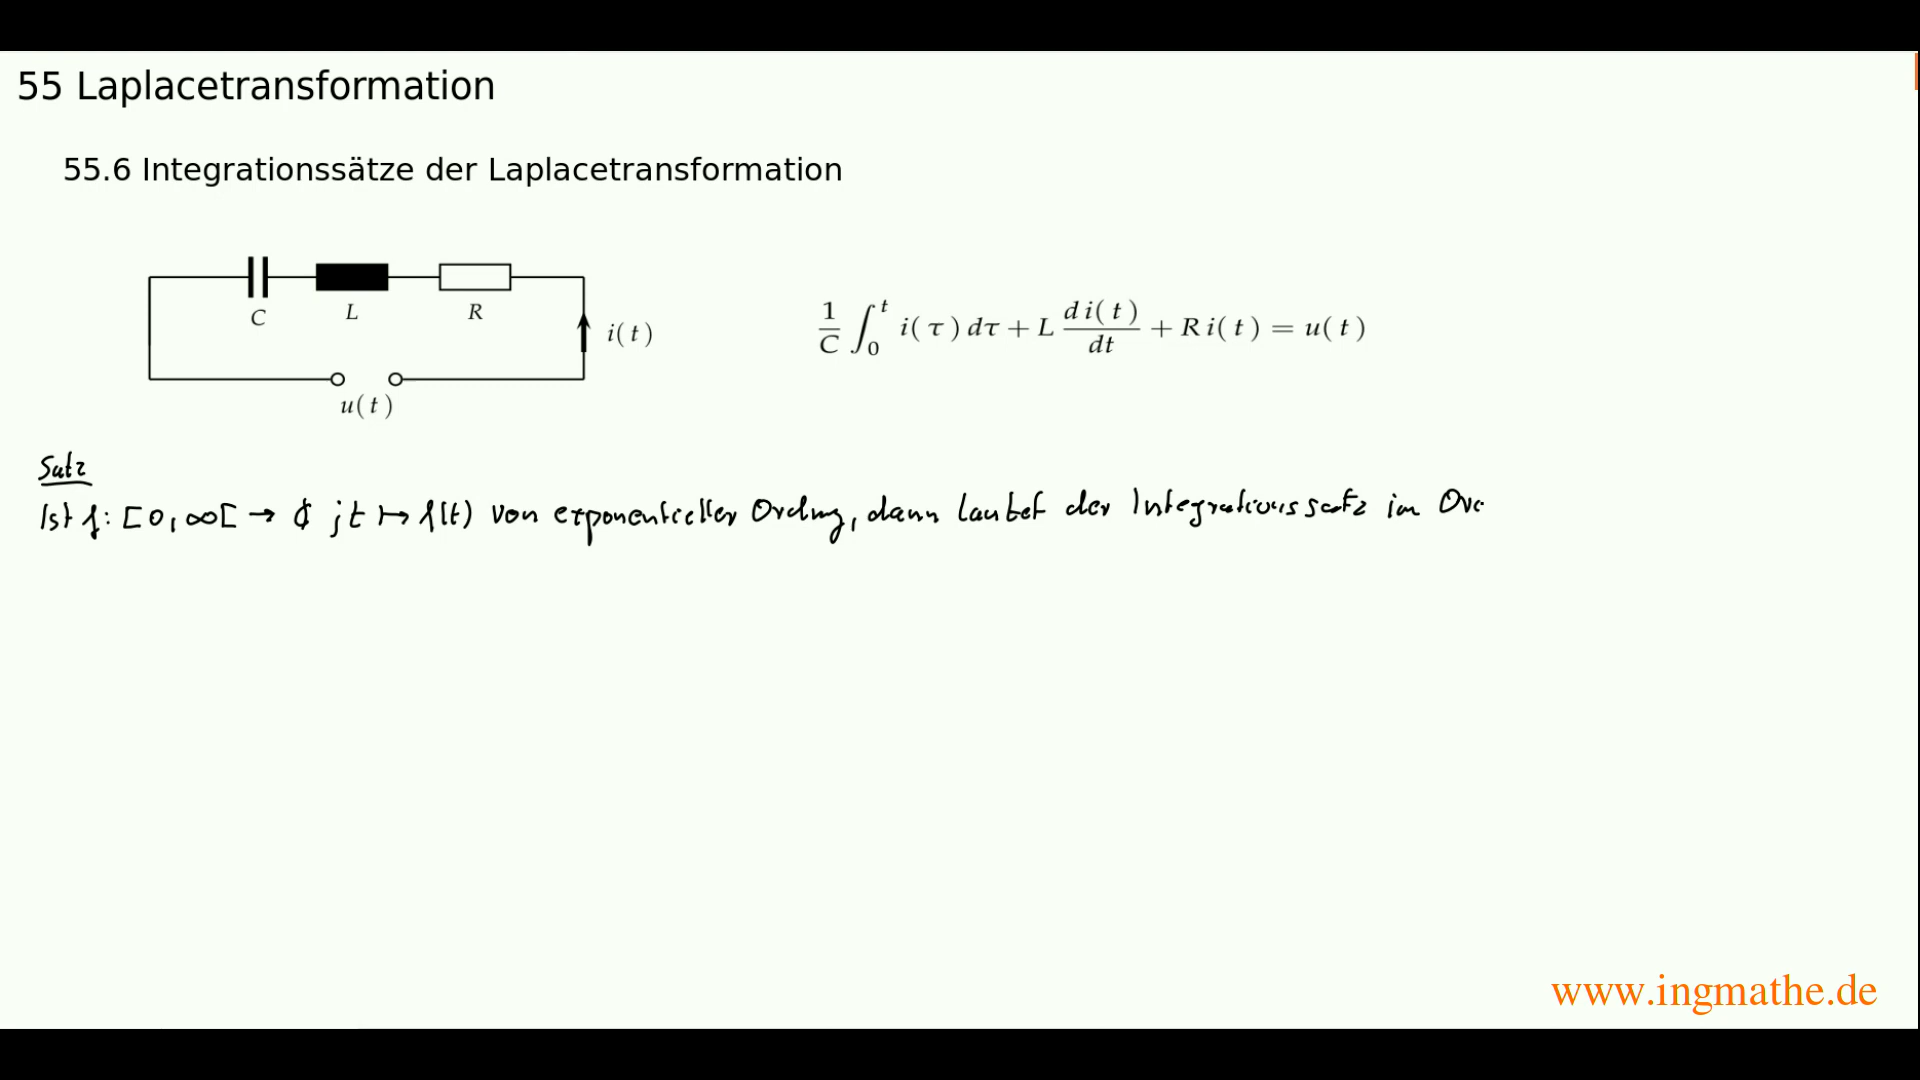 55 Laplacetransformation
55.6 Integrationssätze der Laplacetransformation
C L R
i(t)
u(t)
1/C ∫₀ᵗ i(τ) dτ + L di(t)/dt + R i(t) = u(t)
Satz
Ist f: [0, ∞[ → ℂ ; t ↦ f(t) von exponentieller Ordnung, dann lautet der Integrationssatz im
www.ingmathe.de